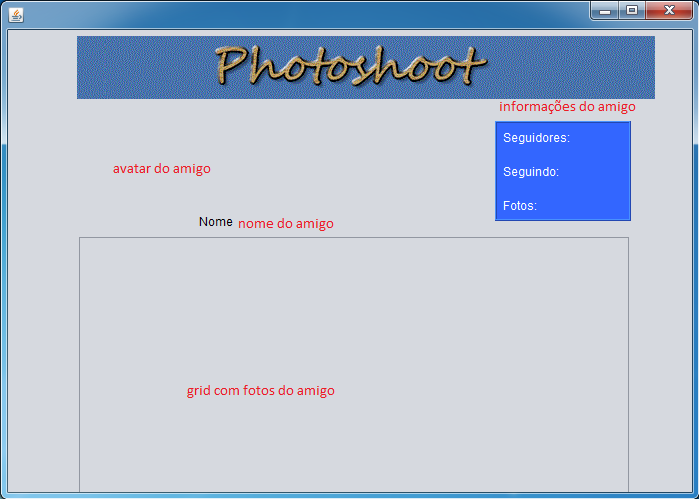 Photoshoot
informações do amigo
Seguidores:
avatar do amigo
Seguindo:
Fotos:
Nome nome do amigo
grid com fotos do amigo